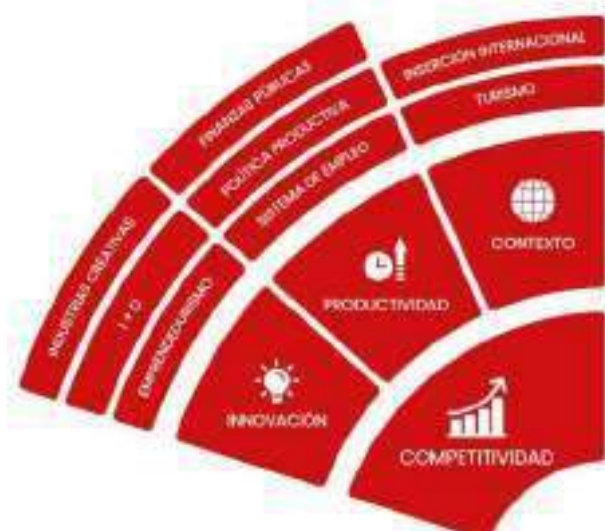 INSERCIÓN INTERNACIONAL
TURISMO
CONTEXTO
FINANZAS PÚBLICAS
POLÍTICA PRODUCTIVA
SISTEMA DE EMPLEO
PRODUCTIVIDAD
INDUSTRIAS CREATIVAS
I + D
EMPRENDEDURISMO
INNOVACIÓN
COMPETITIVIDAD